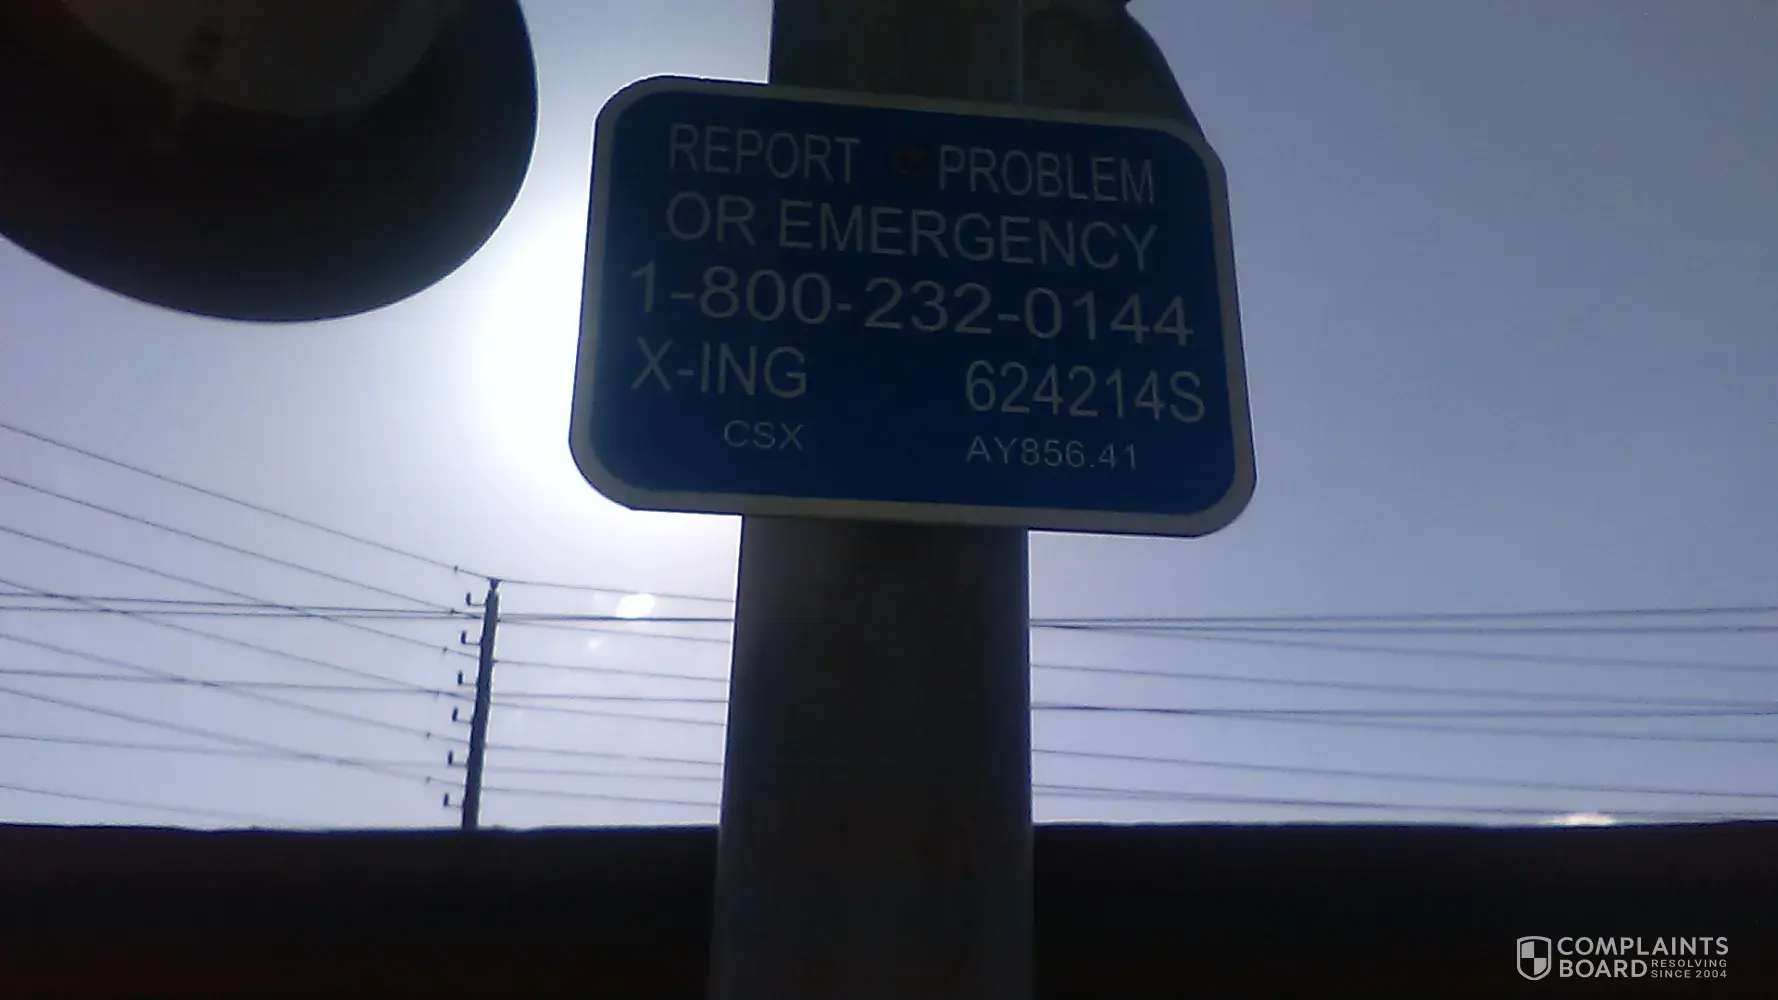 REPORT PROBLEM
OR EMERGENCY
1-800-232-0144
X-ING 624214S
CSX AY856.41
COMPLAINTS
BOARD RESOLVING
SINCE 2004